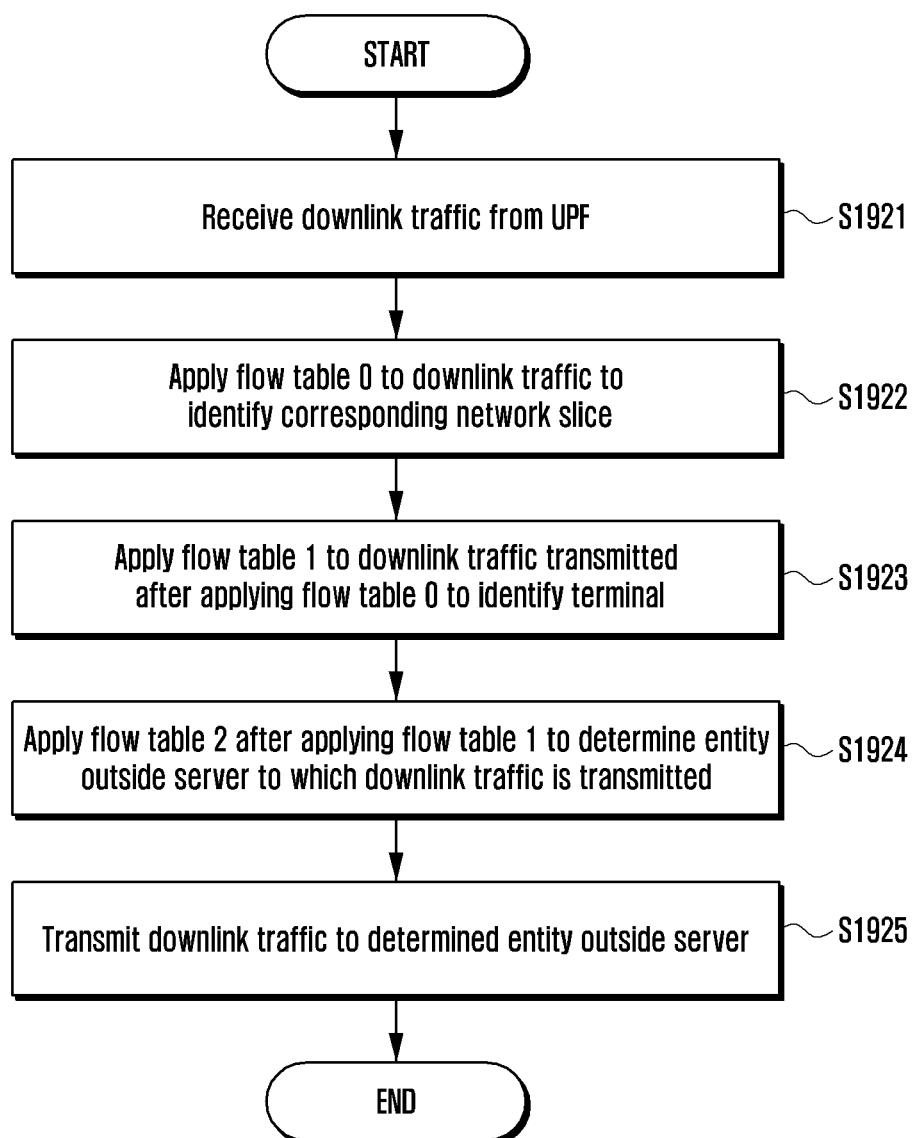 START
Receive downlink traffic from UPF
S1921
Apply flow table 0 to downlink traffic to
identify corresponding network slice
S1922
Apply flow table 1 to downlink traffic transmitted
after applying flow table 0 to identify terminal
S1923
Apply flow table 2 after applying flow table 1 to determine entity
outside server to which downlink traffic is transmitted
S1924
Transmit downlink traffic to determined entity outside server
S1925
END